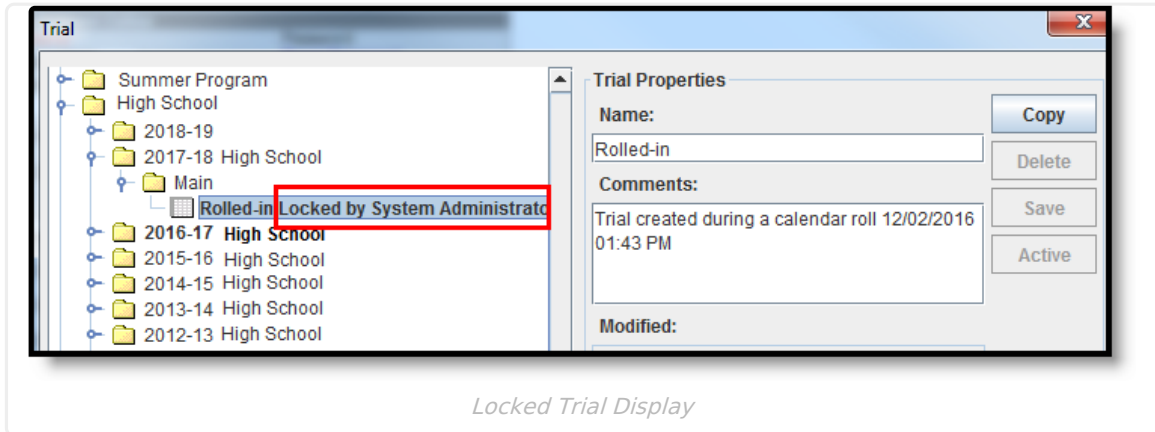 Trial
Summer Program
High School
2018-19
2017-18 High School
Main
Rolled-in Locked by System Administrato
2016-17 High School
2015-16 High School
2014-15 High School
2013-14 High School
2012-13 High School
Trial Properties
Name:
Rolled-in
Comments:
Trial created during a calendar roll 12/02/2016
01:43 PM
Modified:
Copy
Delete
Save
Active
Locked Trial Display